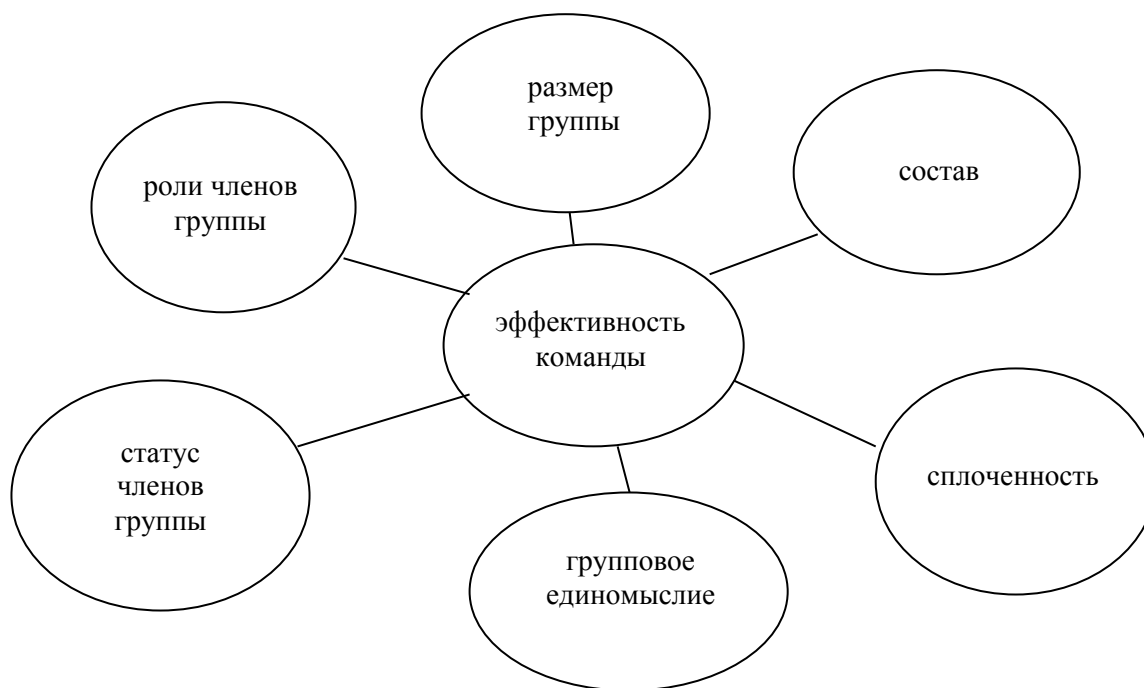 размер
группы
состав
роли членов
группы
эффективность
команды
статус
членов
группы
сплоченность
групповое
единомыслие